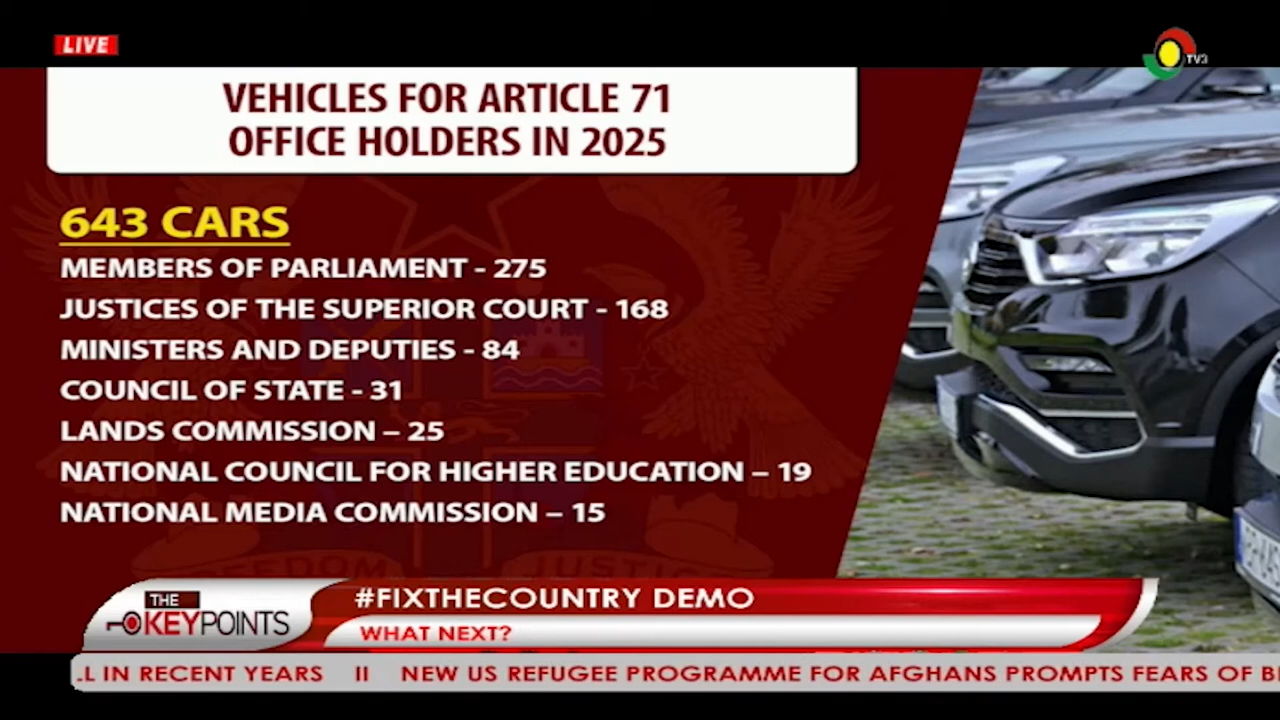 LIVE
TV3
VEHICLES FOR ARTICLE 71
OFFICE HOLDERS IN 2025
643 CARS
MEMBERS OF PARLIAMENT - 275
JUSTICES OF THE SUPERIOR COURT - 168
MINISTERS AND DEPUTIES - 84
COUNCIL OF STATE - 31
LANDS COMMISSION – 25
NATIONAL COUNCIL FOR HIGHER EDUCATION – 19
NATIONAL MEDIA COMMISSION – 15
FREEDOM JUSTIC
THE
KEYPOINTS
#FIXTHECOUNTRY DEMO
WHAT NEXT?
.L IN RECENT YEARS II NEW US REFUGEE PROGRAMME FOR AFGHANS PROMPTS FEARS OF